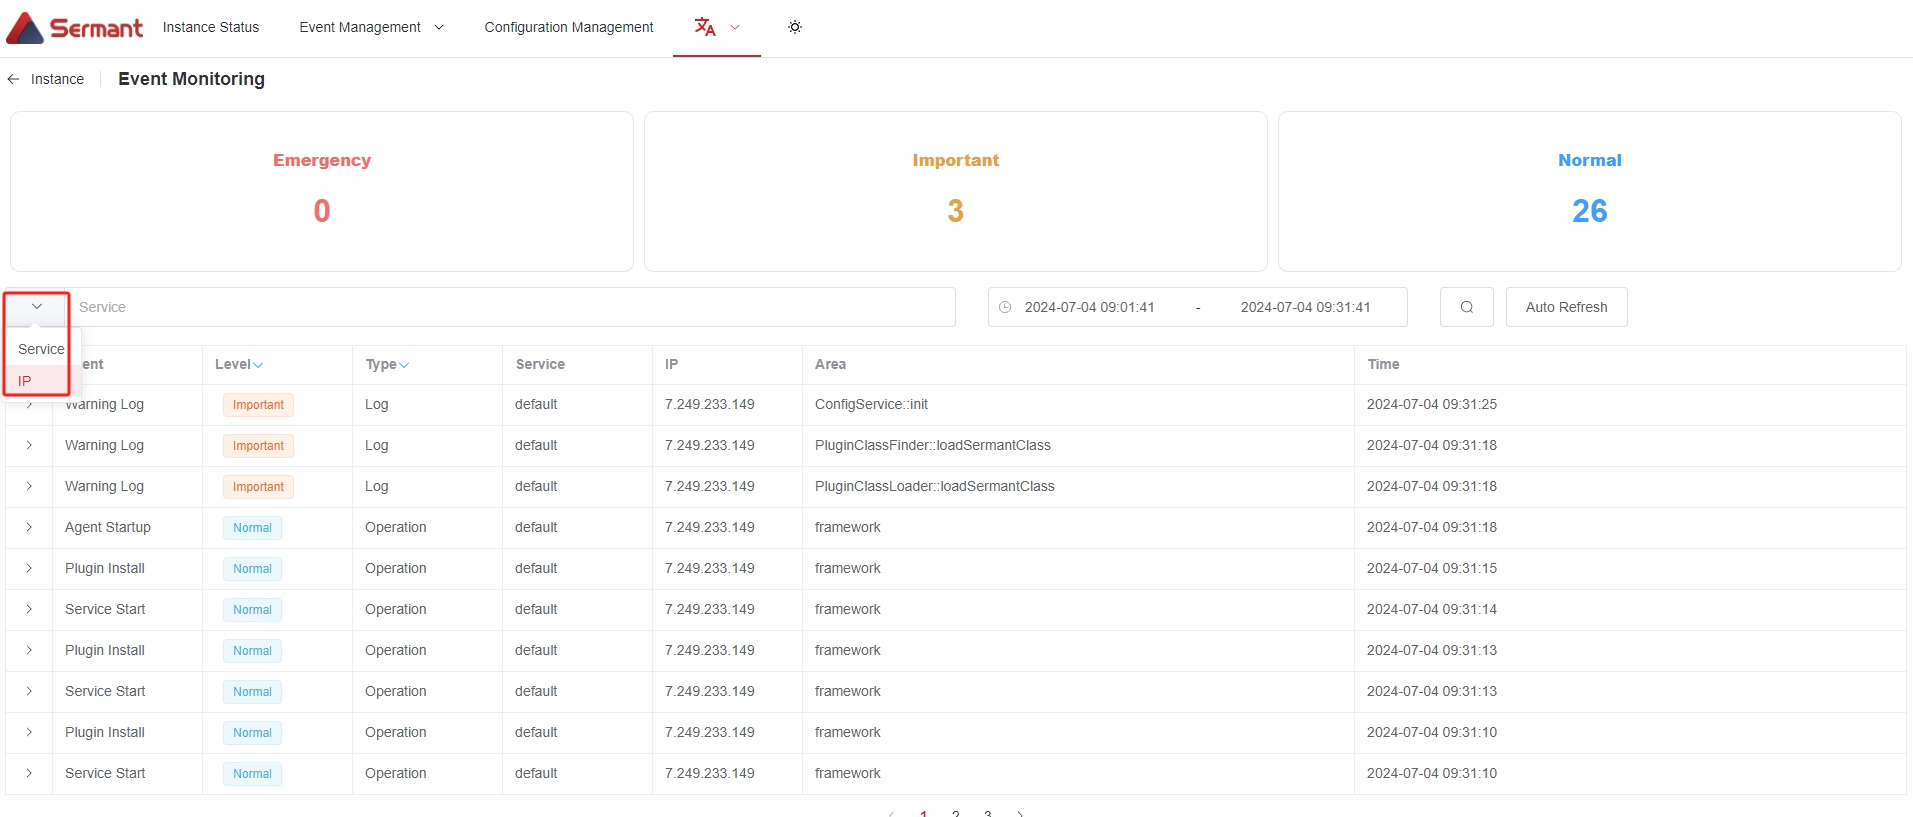 Sermant Instance Status Event Management Configuration Management
Instance Event Monitoring
Emergency Important Normal
0 3 26
Service 2024-07-04 09:01:41 - 2024-07-04 09:31:41 Auto Refresh
Service
IP
ent Level Type Service IP Area Time
Warning Log Important Log default 7.249.233.149 ConfigService::init 2024-07-04 09:31:25
Warning Log Important Log default 7.249.233.149 PluginClassFinder::loadSermantClass 2024-07-04 09:31:18
Warning Log Important Log default 7.249.233.149 PluginClassLoader::loadSermantClass 2024-07-04 09:31:18
Agent Startup Normal Operation default 7.249.233.149 framework 2024-07-04 09:31:18
Plugin Install Normal Operation default 7.249.233.149 framework 2024-07-04 09:31:15
Service Start Normal Operation default 7.249.233.149 framework 2024-07-04 09:31:14
Plugin Install Normal Operation default 7.249.233.149 framework 2024-07-04 09:31:13
Service Start Normal Operation default 7.249.233.149 framework 2024-07-04 09:31:13
Plugin Install Normal Operation default 7.249.233.149 framework 2024-07-04 09:31:10
Service Start Normal Operation default 7.249.233.149 framework 2024-07-04 09:31:10
1 2 3